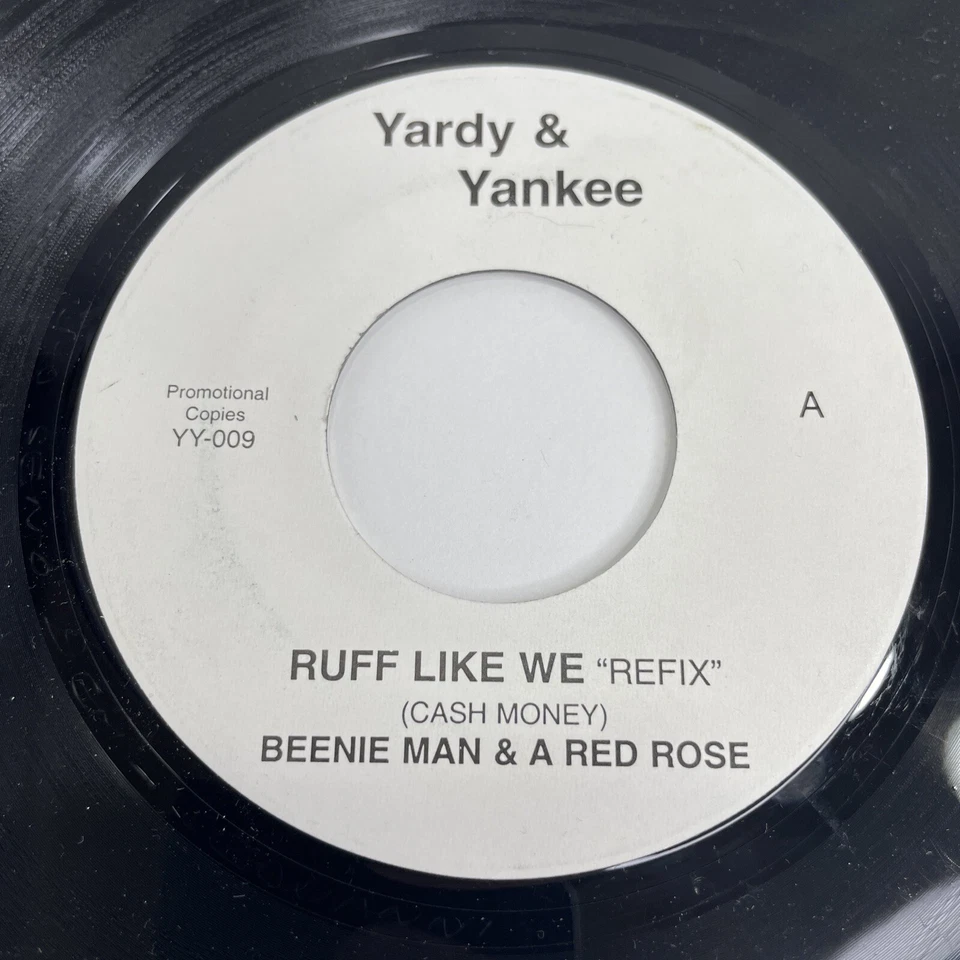 Yardy &
Yankee
Promotional
Copies
YY-009
A
RUFF LIKE WE “REFIX”
(CASH MONEY)
BEENIE MAN & A RED ROSE